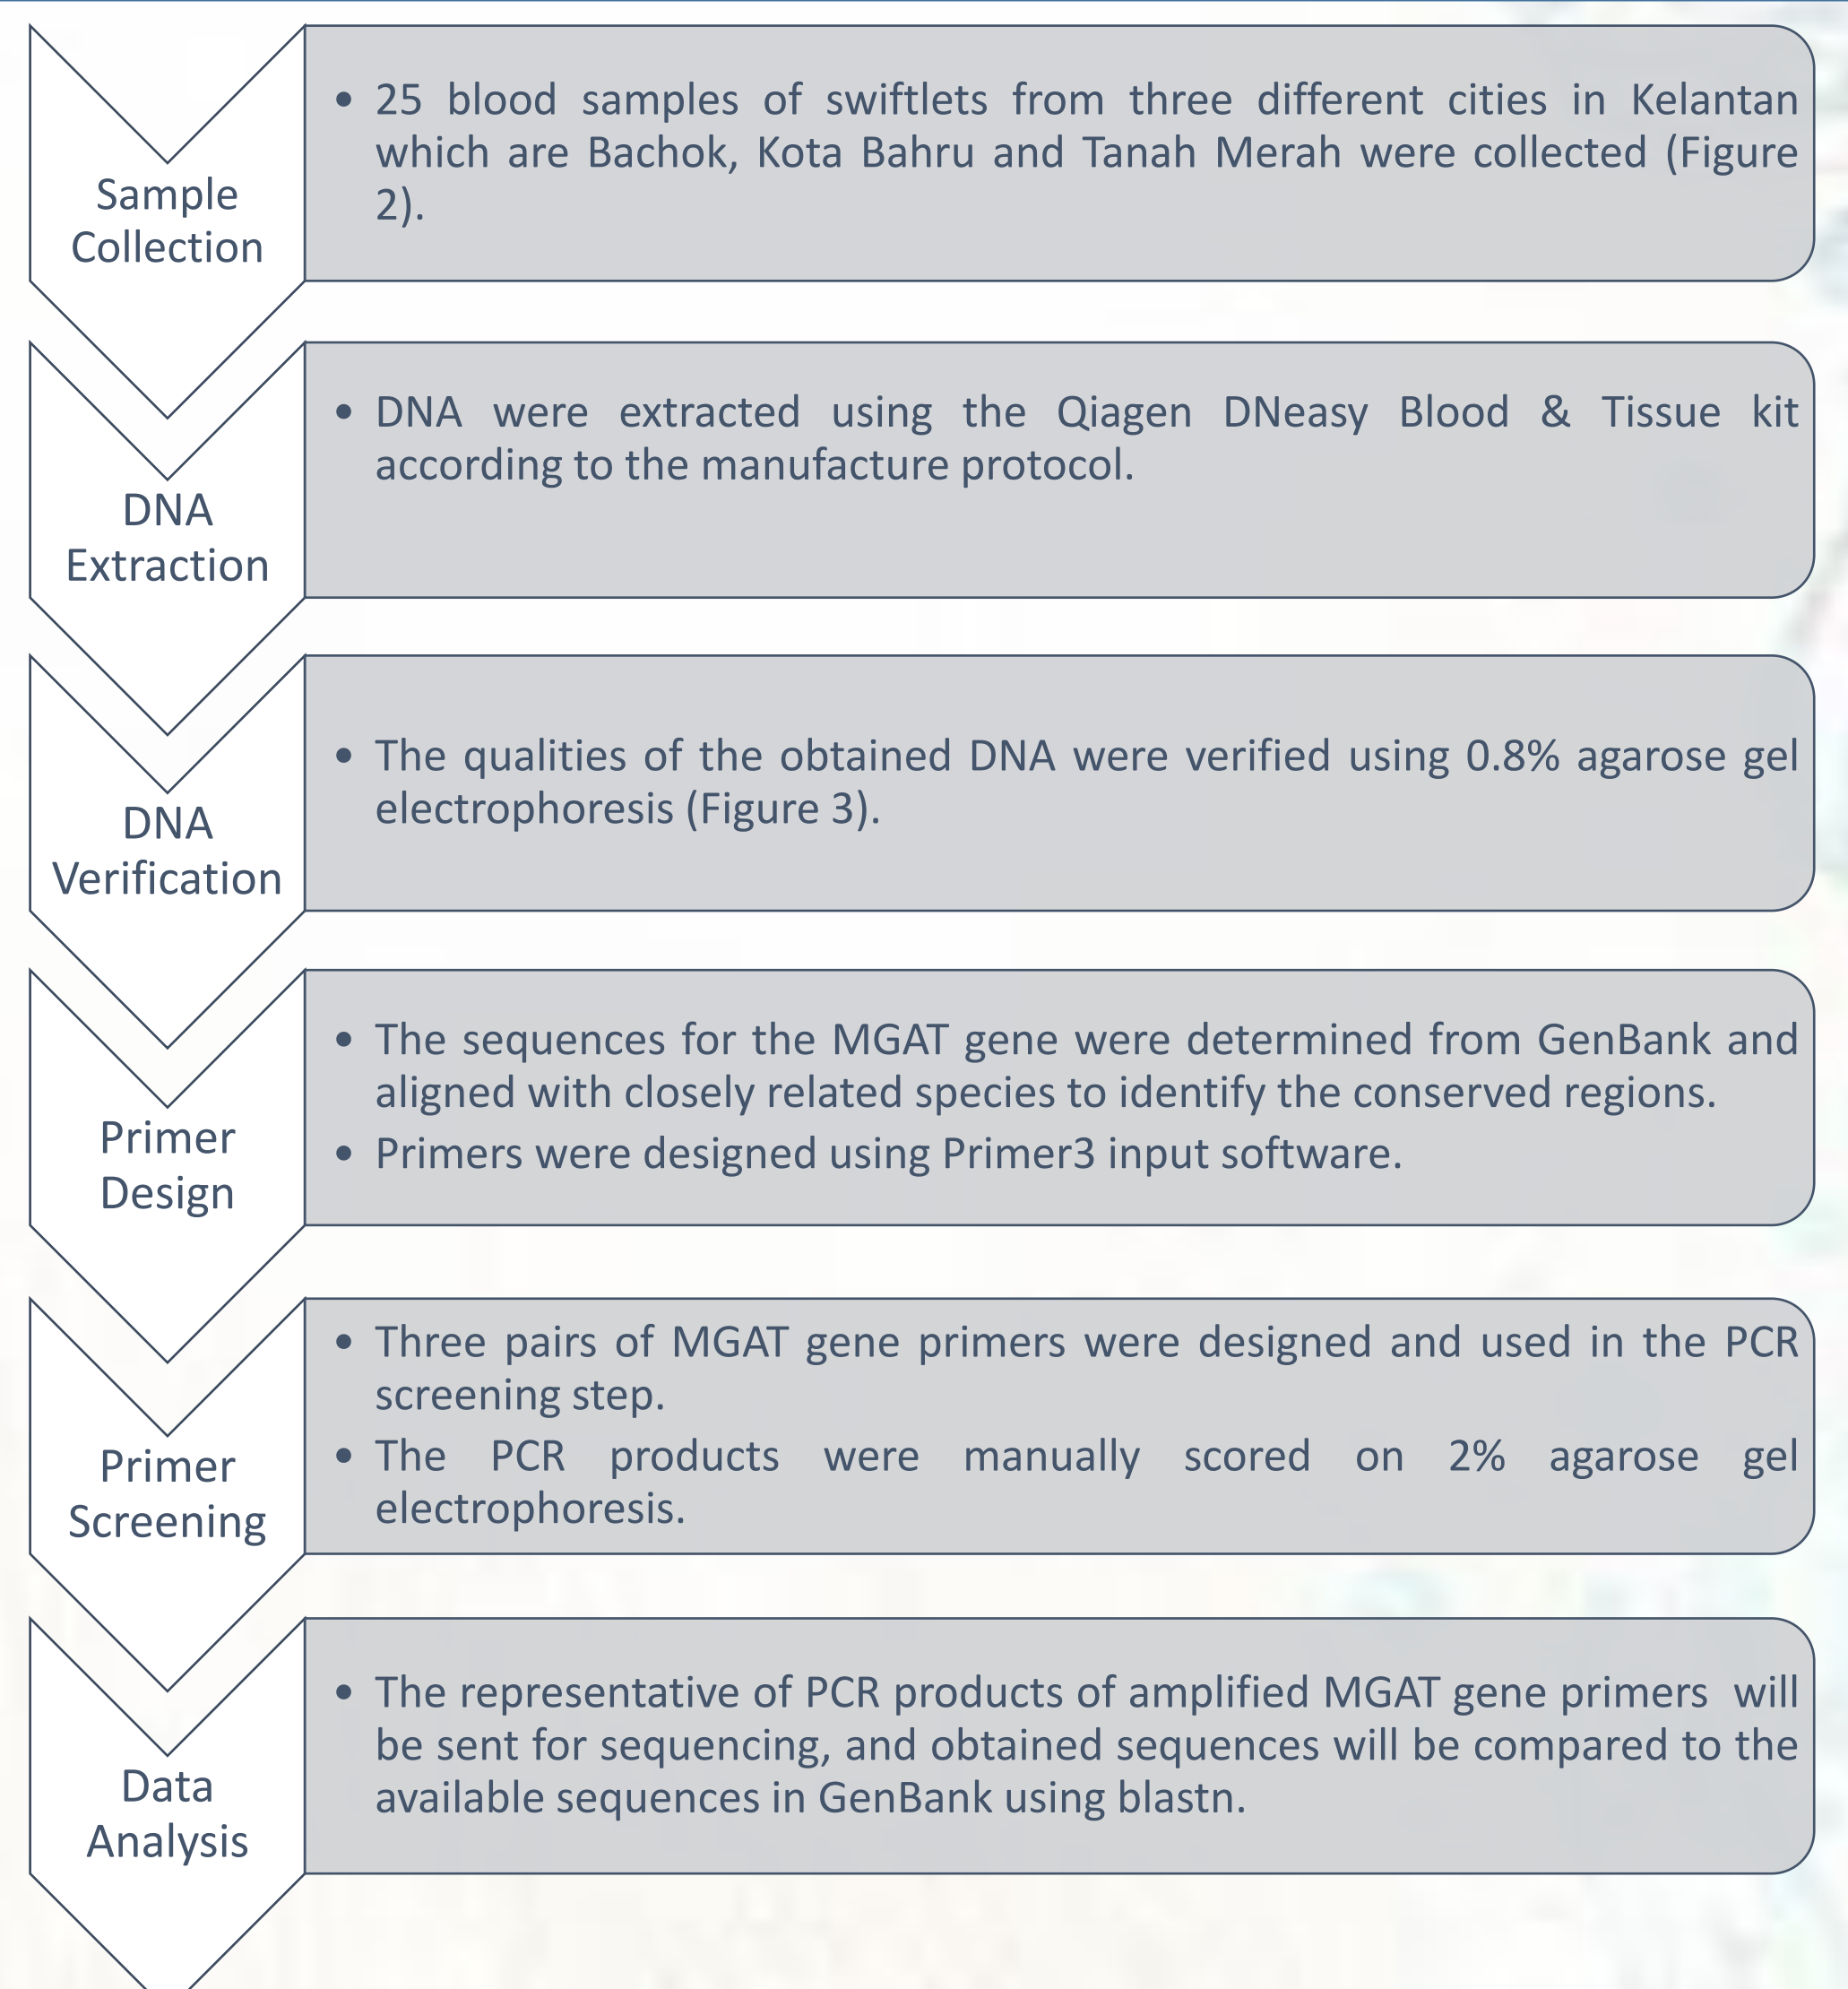 Sample
Collection
• 25 blood samples of swiftlets from three different cities in Kelantan
which are Bachok, Kota Bahru and Tanah Merah were collected (Figure
2).
DNA
Extraction
• DNA were extracted using the Qiagen DNeasy Blood & Tissue kit
according to the manufacture protocol.
DNA
Verification
• The qualities of the obtained DNA were verified using 0.8% agarose gel
electrophoresis (Figure 3).
Primer
Design
• The sequences for the MGAT gene were determined from GenBank and
aligned with closely related species to identify the conserved regions.
• Primers were designed using Primer3 input software.
Primer
Screening
• Three pairs of MGAT gene primers were designed and used in the PCR
screening step.
• The PCR products were manually scored on 2% agarose gel
electrophoresis.
Data
Analysis
• The representative of PCR products of amplified MGAT gene primers will
be sent for sequencing, and obtained sequences will be compared to the
available sequences in GenBank using blastn.